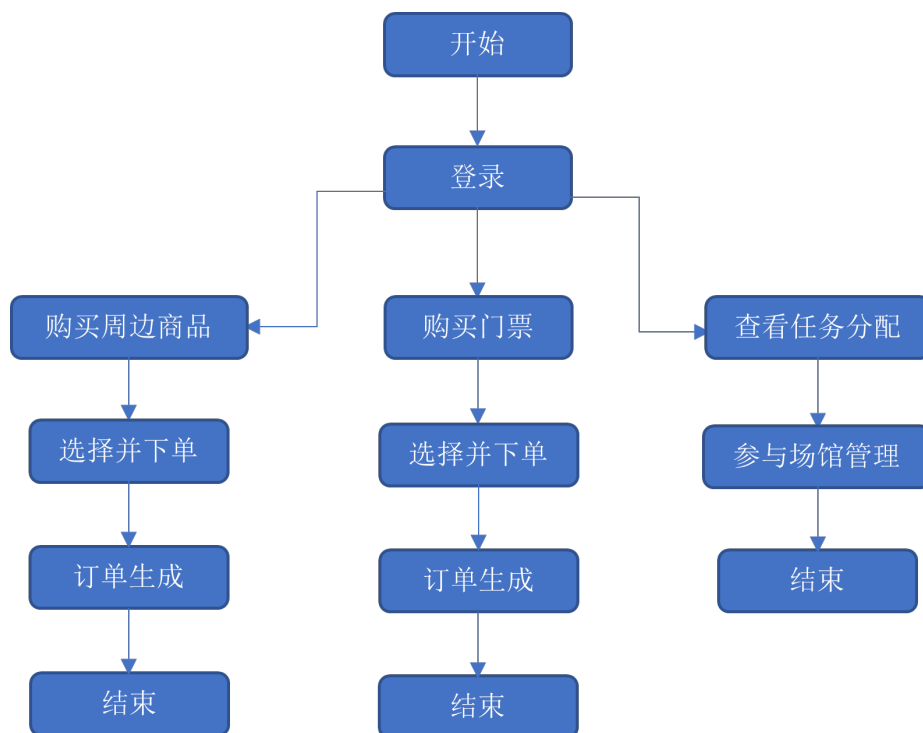 开始
登录
购买周边商品
购买门票
查看任务分配
选择并下单
选择并下单
参与场馆管理
订单生成
订单生成
结束
结束
结束